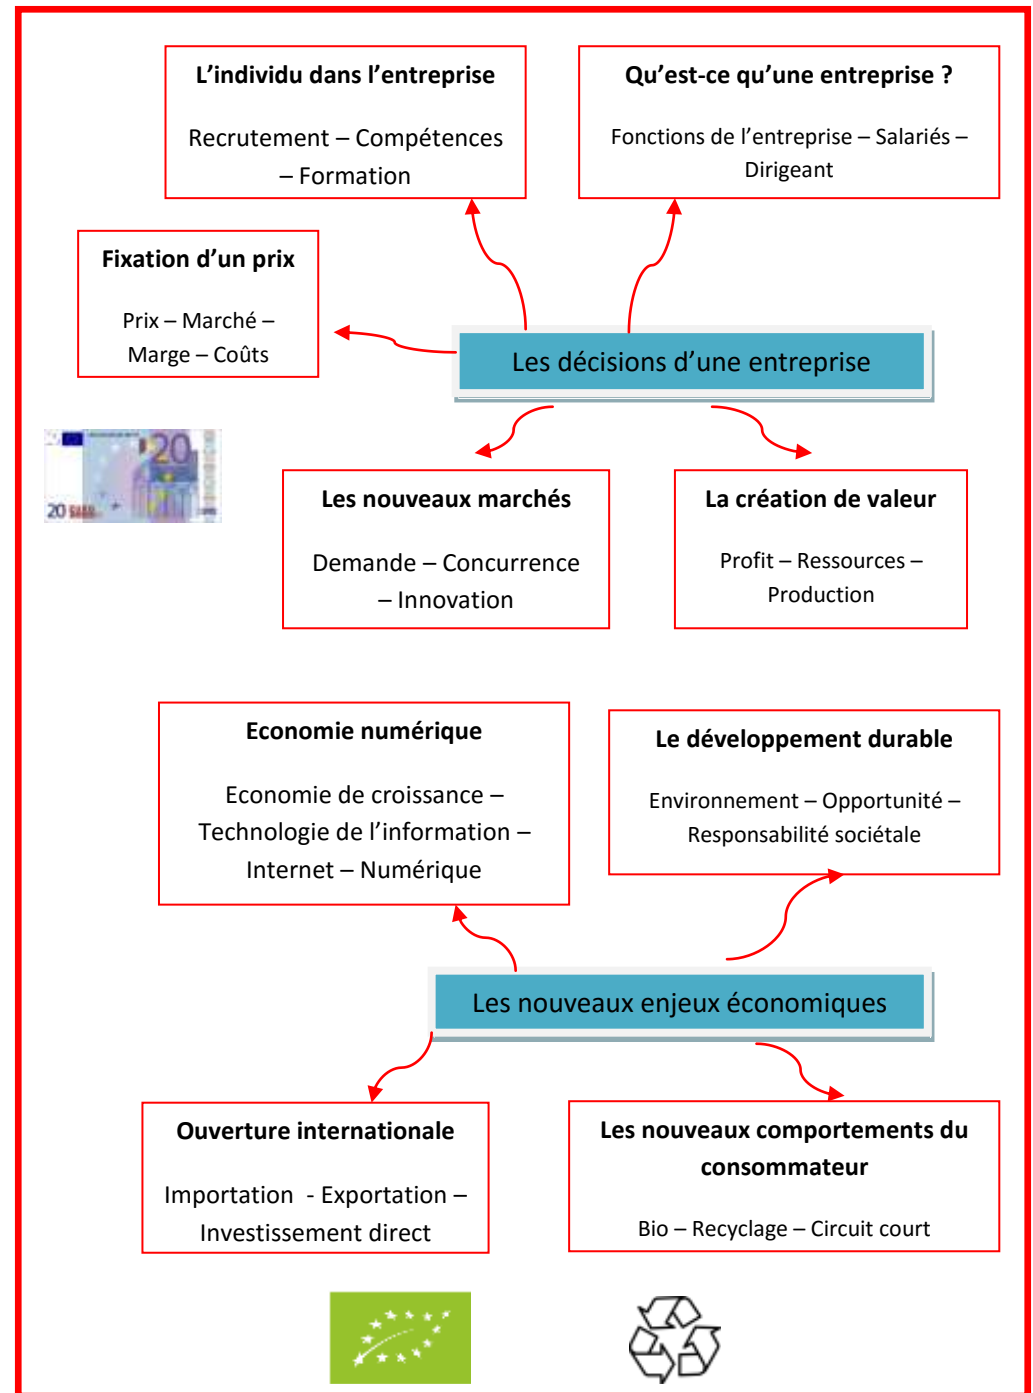 L'individu dans l'entreprise
Recrutement – Compétences
– Formation
Qu'est-ce qu'une entreprise ?
Fonctions de l'entreprise – Salariés –
Dirigeant
Fixation d'un prix
Prix – Marché –
Marge – Coûts
Les décisions d'une entreprise
20
20
Les nouveaux marchés
Demande – Concurrence
– Innovation
La création de valeur
Profit – Ressources –
Production
Economie numérique
Economie de croissance –
Technologie de l'information –
Internet – Numérique
Le développement durable
Environnement – Opportunité –
Responsabilité sociétale
Les nouveaux enjeux économiques
Ouverture internationale
Importation  - Exportation –
Investissement direct
Les nouveaux comportements du
consommateur
Bio – Recyclage – Circuit court